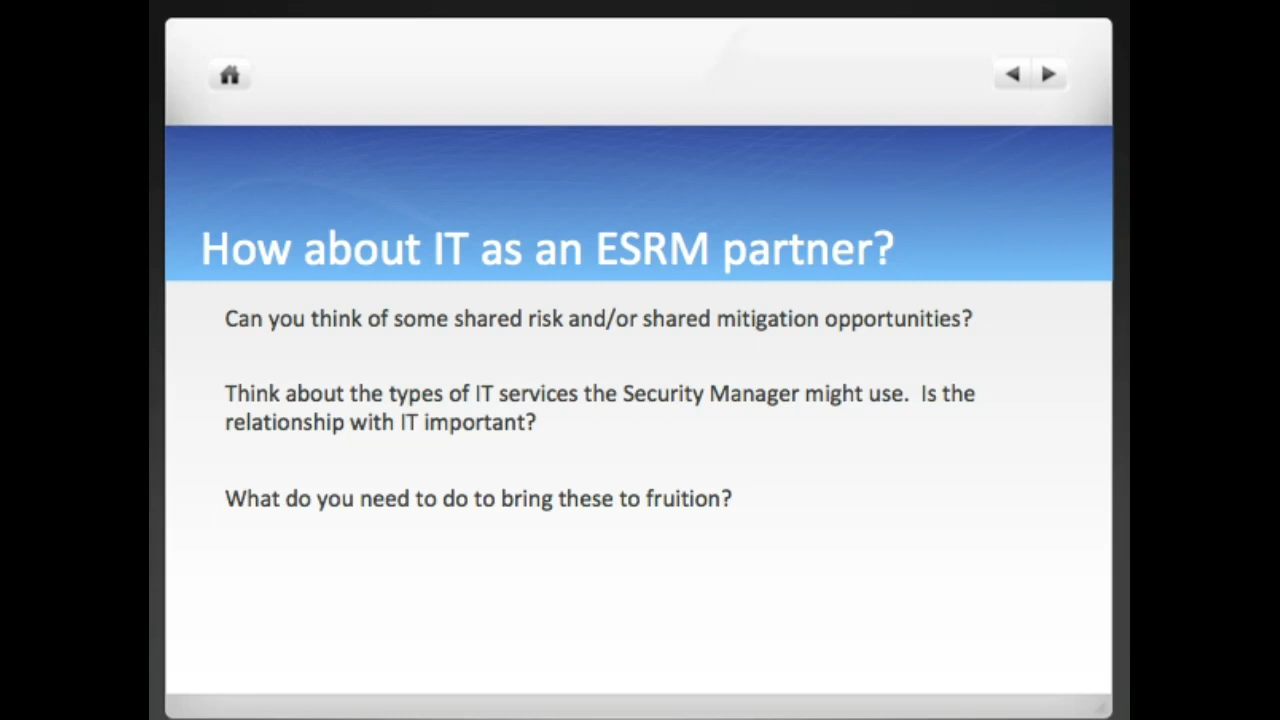 How about IT as an ESRM partner?
Can you think of some shared risk and/or shared mitigation opportunities?
Think about the types of IT services the Security Manager might use.  Is the
relationship with IT important?
What do you need to do to bring these to fruition?